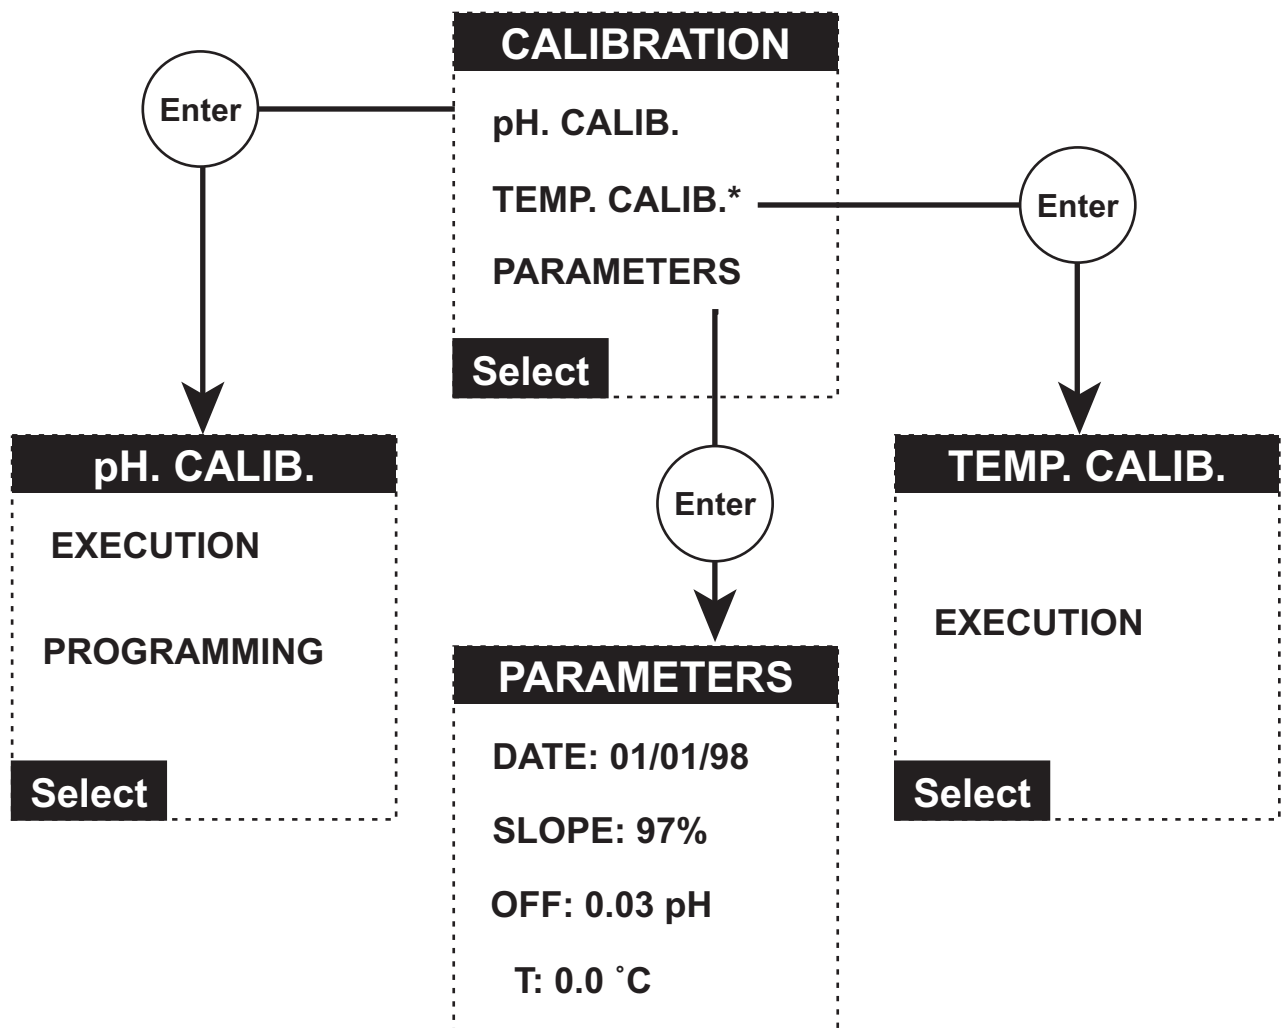 CALIBRATION
Enter
pH. CALIB.
TEMP. CALIB.*
Enter
PARAMETERS
Select
pH. CALIB.
EXECUTION
PROGRAMMING
Select
Enter
PARAMETERS
DATE: 01/01/98
SLOPE: 97%
OFF: 0.03 pH
T: 0.0 ˚C
TEMP. CALIB.
EXECUTION
Select